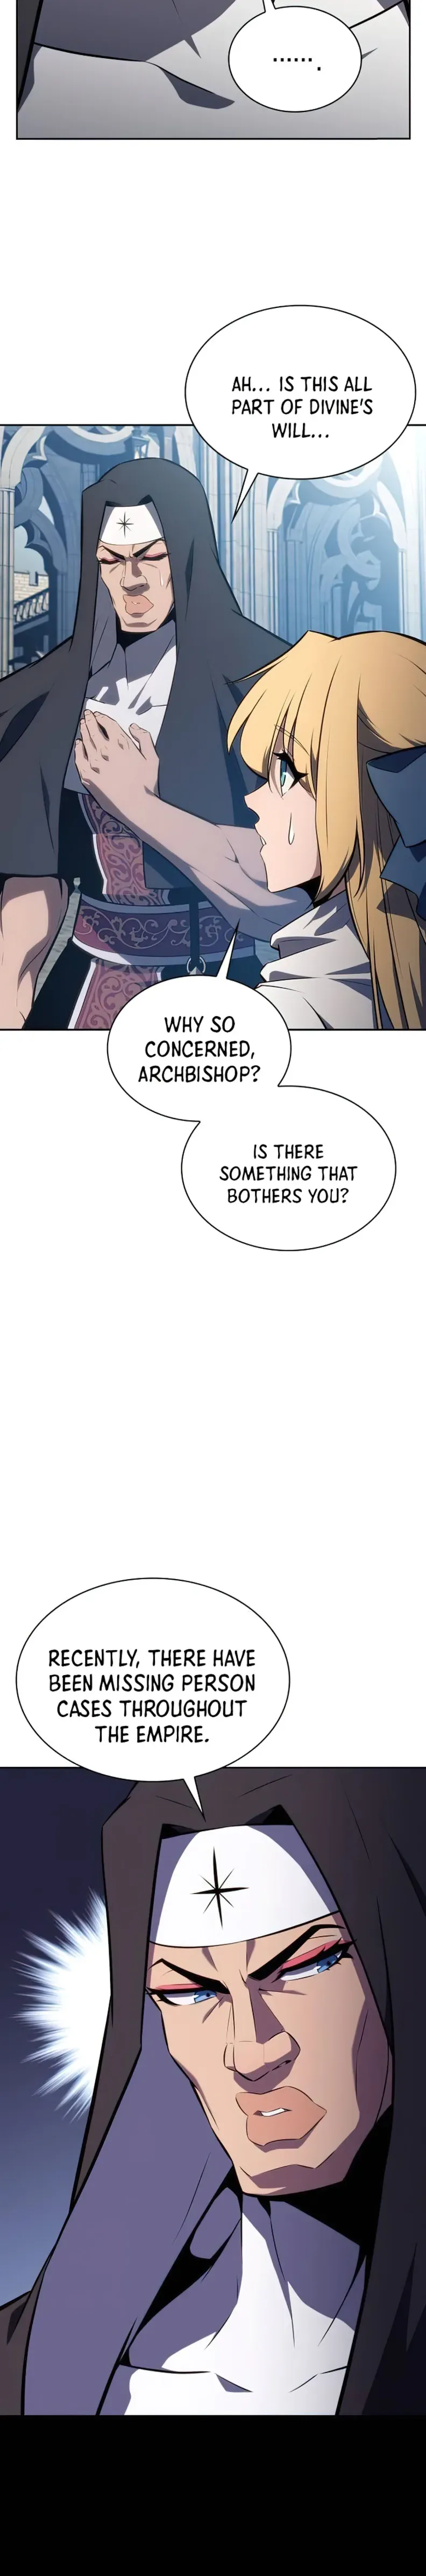 .......
AH... IS THIS ALL
PART OF DIVINE'S
WILL...
WHY SO
CONCERNED,
ARCHBISHOP?
IS THERE
SOMETHING THAT
BOTHERS YOU?
RECENTLY, THERE HAVE
BEEN MISSING PERSON
CASES THROUGHOUT
THE EMPIRE.